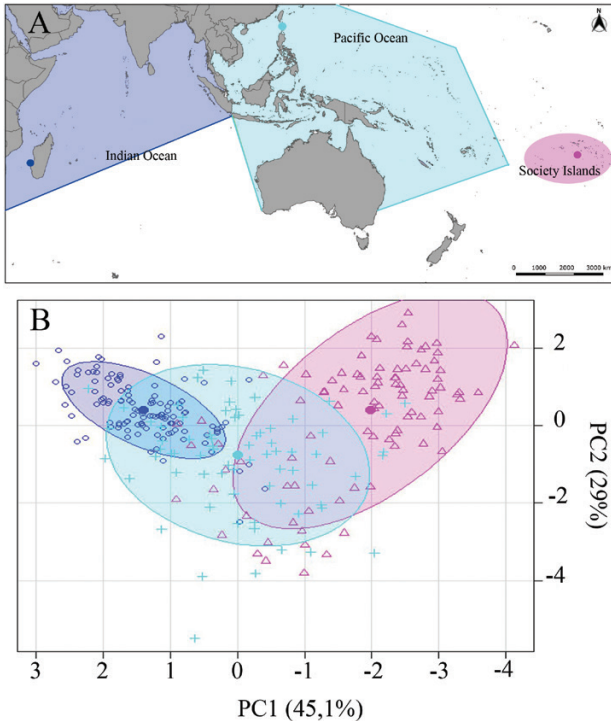 A
N
Pacific Ocean
Indian Ocean
Society Islands
0 1000 2000 3000 km
B
2
0
-2
-4
PC2 (29%)
3 2 1 0 -1 -2 -3 -4
PC1 (45,1%)